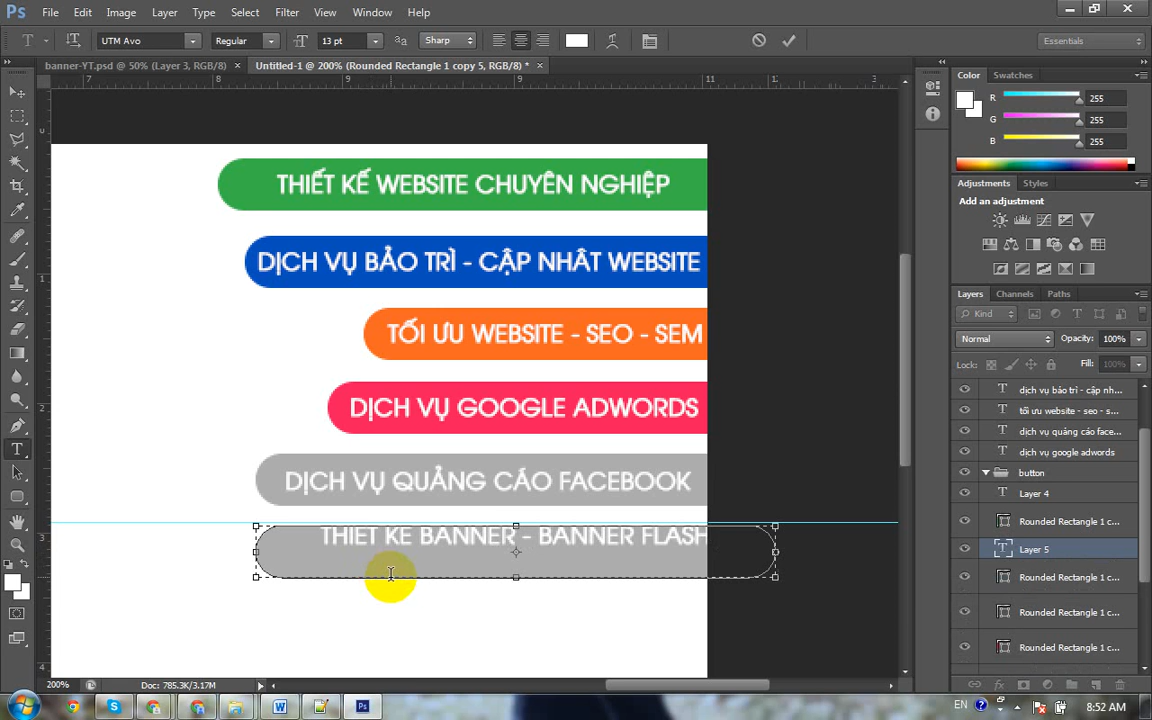 Ps File Edit Image Layer Type Select Filter View Window Help
T UTM Avo Regular 13 pt Sharp Essentials
banner-YT.psd @ 50% (Layer 3, RGB/8) × Untitled-1 @ 200% (Rounded Rectangle 1 copy 5, RGB/8) * ×
Color Swatches
R 255
G 255
B 255
Adjustments Styles
Add an adjustment
Layers Channels Paths
Kind
Normal Opacity: 100%
Lock: Fill: 100%
dịch vụ bảo trì - cập nh...
tối ưu website - seo - s...
dịch vụ quảng cáo face...
dịch vụ google adwords
button
Layer 4
Rounded Rectangle 1 c...
Layer 5
Rounded Rectangle 1 c...
Rounded Rectangle 1 c...
Rounded Rectangle 1 c...
THIẾT KẾ WEBSITE CHUYÊN NGHIỆP
DỊCH VỤ BẢO TRÌ - CẬP NHÂT WEBSITE
TỐI ƯU WEBSITE - SEO - SEM
DỊCH VỤ GOOGLE ADWORDS
DỊCH VỤ QUẢNG CÁO FACEBOOK
THIET KE BANNER - BANNER FLASH
200% Doc: 785.3K/3.17M
EN 8:52 AM